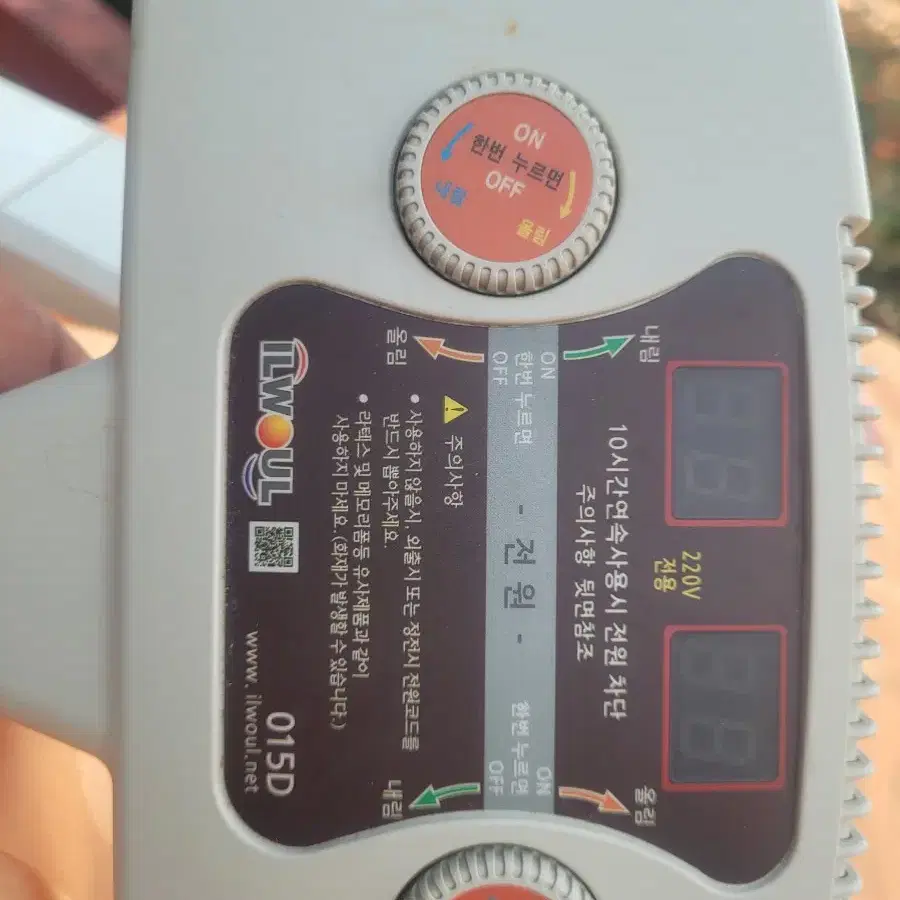 220V
전용
10시간연속사용시 전원 차단
주의사항 뒷면참조
내림
올림
ON
한번 누르면
OFF
- 전 원 -
ON
한번 누르면
OFF
올림
내림
주의사항
• 사용하지 않을시, 외출시 또는 정전시 전원코드를
반드시 뽑아주세요.
• 라텍스 및 메모리폼등 유사제품과 같이
사용하지 마세요. (화재가 발생할 수 있습니다.)
ILWOUL
015D
www.ilwoul.net
ON
한번 누르면
OFF
올림